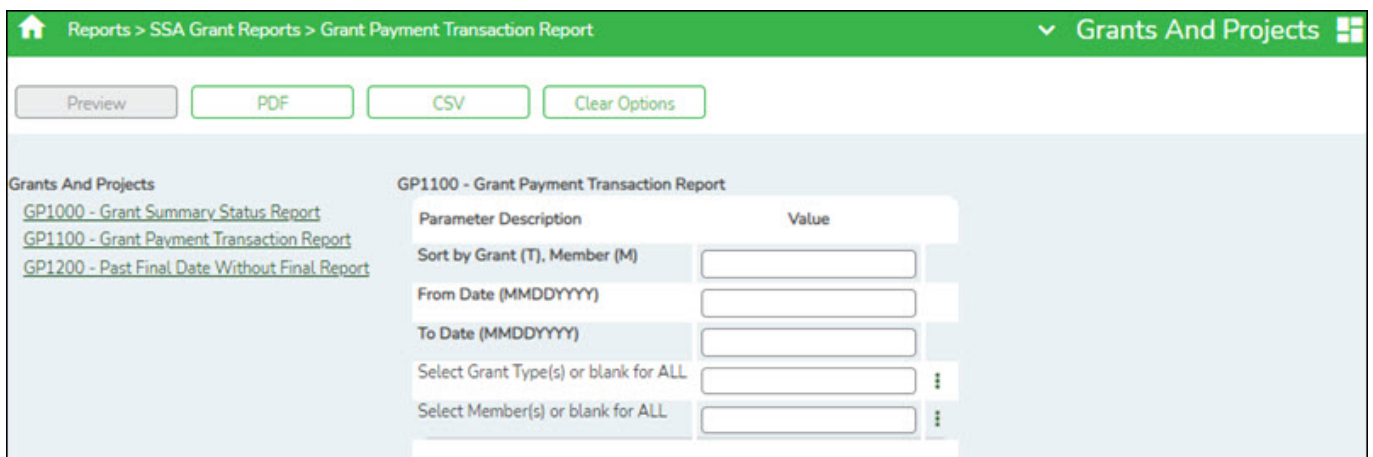 Reports > SSA Grant Reports > Grant Payment Transaction Report
Grants And Projects
Preview
PDF
CSV
Clear Options
Grants And Projects
GP1000 - Grant Summary Status Report
GP1100 - Grant Payment Transaction Report
GP1200 - Past Final Date Without Final Report
GP1100 - Grant Payment Transaction Report
Parameter Description Value
Sort by Grant (T), Member (M)
From Date (MMDDYYYY)
To Date (MMDDYYYY)
Select Grant Type(s) or blank for ALL
Select Member(s) or blank for ALL